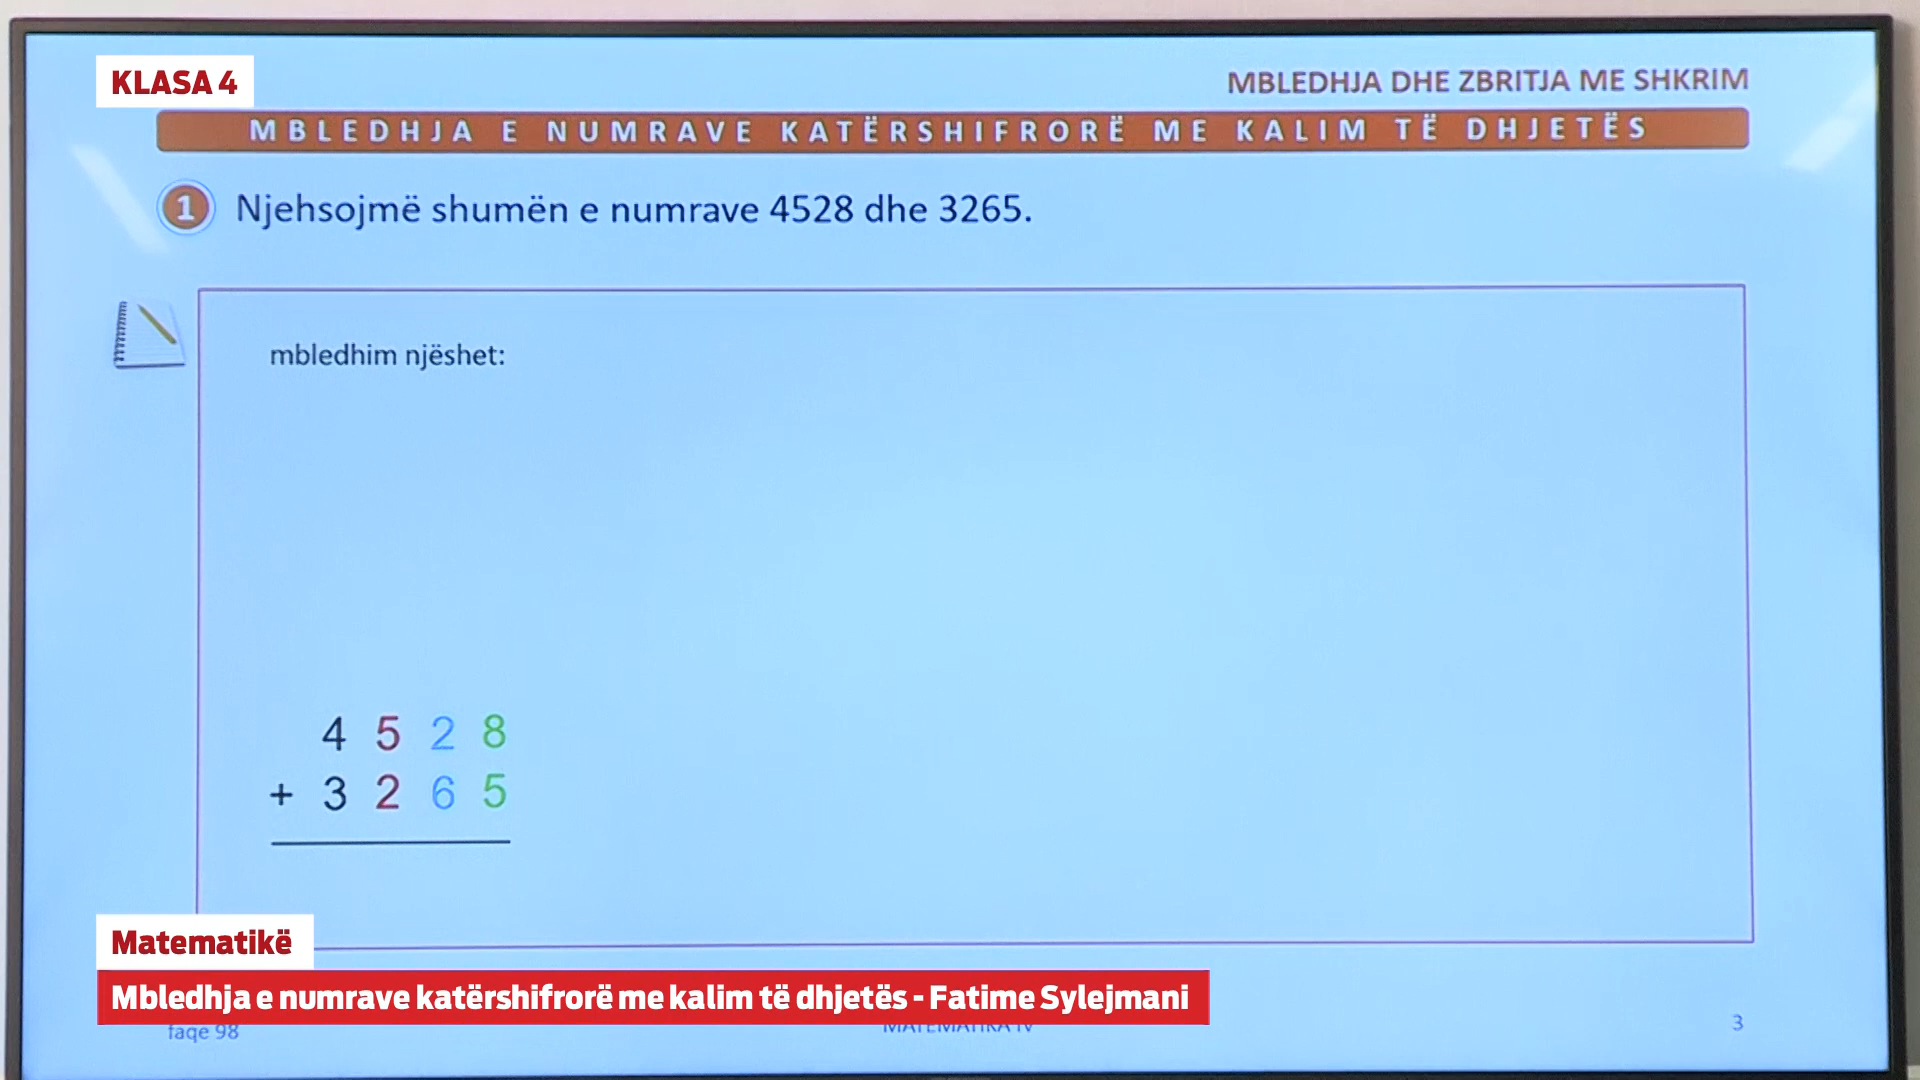 KLASA 4
MBLEDHJA DHE ZBRITJA ME SHKRIM
MBLEDHJA E NUMRAVE KATËRSHIFRORË ME KALIM TË DHJETËS
1 Njehsojmë shumën e numrave 4528 dhe 3265.
mbledhim njëshet:
4 5 2 8
+ 3 2 6 5
Matematikë
Mbledhja e numrave katërshifrorë me kalim të dhjetës - Fatime Sylejmani
faqe 98
MATEMATIKA IV
3